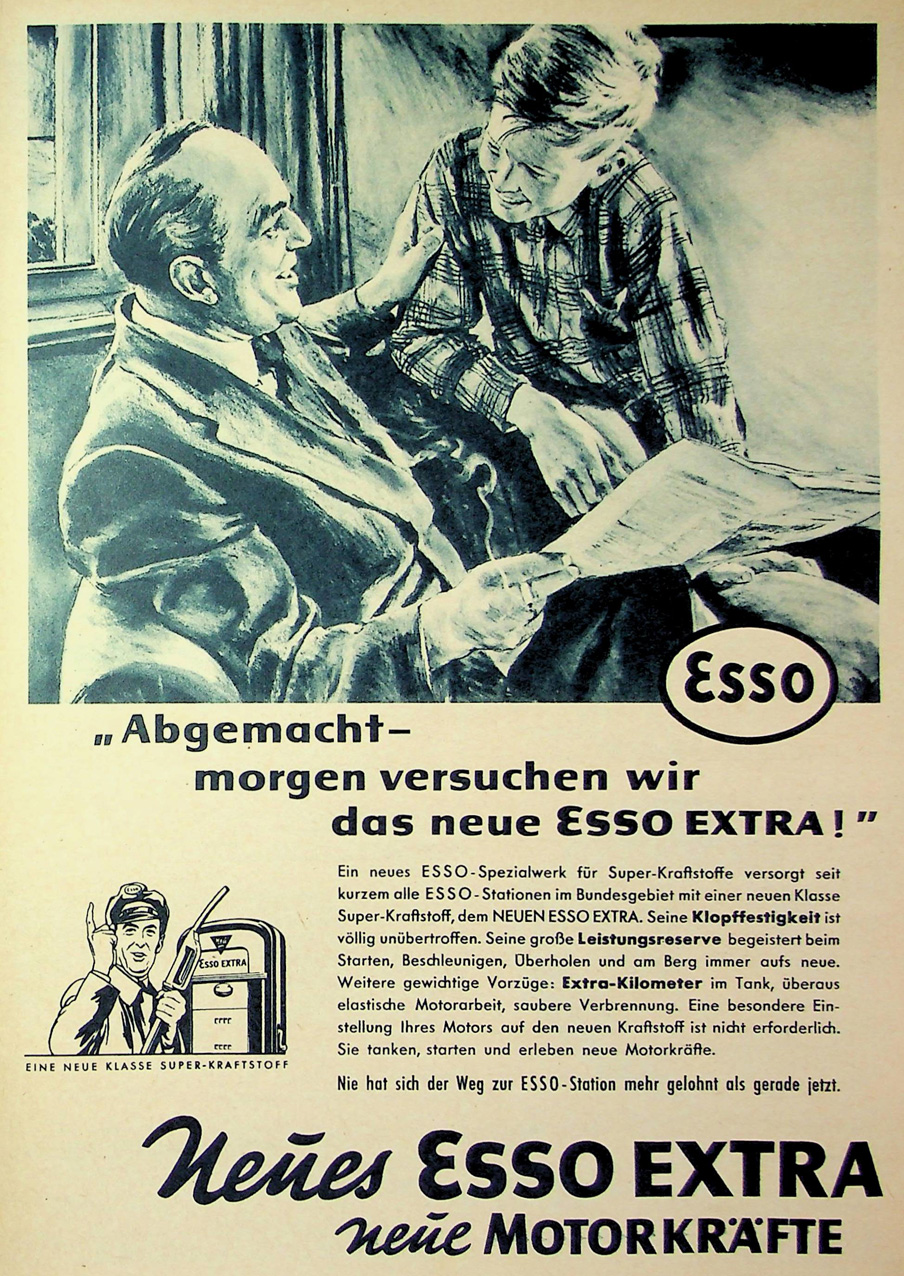 Esso
„Abgemacht–
morgen versuchen wir
das neue Esso EXTRA!”
Ein neues ESSO-Spezialwerk für Super-Kraftstoffe versorgt seit
kurzem alle ESSO-Stationen im Bundesgebiet mit einer neuen Klasse
Super-Kraftstoff, dem NEUEN ESSO EXTRA. Seine Klopffestigkeit ist
völlig unübertroffen. Seine große Leistungsreserve begeistert beim
Starten, Beschleunigen, Überholen und am Berg immer aufs neue.
Weitere gewichtige Vorzüge: Extra-Kilometer im Tank, überaus
elastische Motorarbeit, saubere Verbrennung. Eine besondere Ein-
stellung Ihres Motors auf den neuen Kraftstoff ist nicht erforderlich.
Sie tanken, starten und erleben neue Motorkräfte.
Nie hat sich der Weg zur ESSO-Station mehr gelohnt als gerade jetzt.
Esso
Esso EXTRA
EINE NEUE KLASSE SUPER-KRAFTSTOFF
Neues Esso EXTRA
neue MOTORKRÄFTE